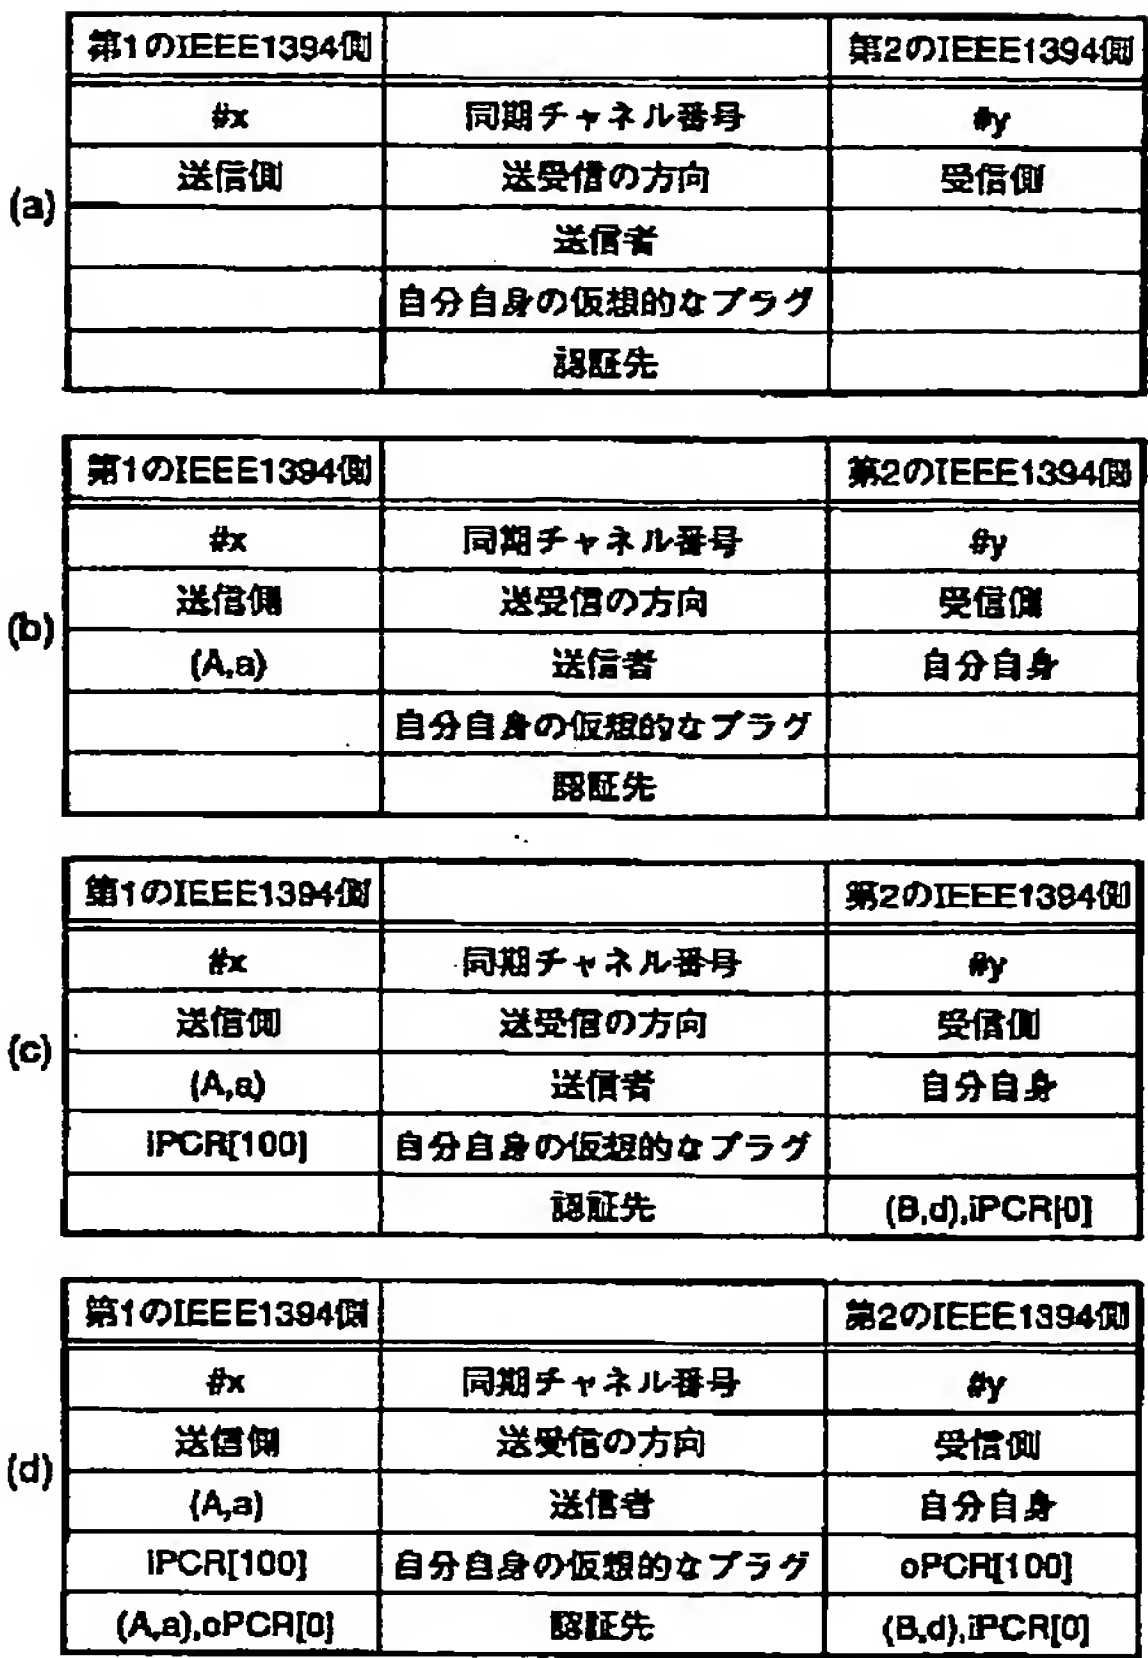 第1のIEEE1394側 第2のIEEE1394側
#x 同期チャネル番号 #y
送信側 送受信の方向 受信側
(a)
送信者
自分自身の仮想的なプラグ
認証先
第1のIEEE1394側 第2のIEEE1394側
#x 同期チャネル番号 #y
送信側 送受信の方向 受信側
(b)
(A,a) 送信者 自分自身
自分自身の仮想的なプラグ
認証先
第1のIEEE1394側 第2のIEEE1394側
#x 同期チャネル番号 #y
送信側 送受信の方向 受信側
(c)
(A,a) 送信者 自分自身
iPCR[100] 自分自身の仮想的なプラグ
認証先 (B,d),iPCR[0]
第1のIEEE1394側 第2のIEEE1394側
#x 同期チャネル番号 #y
送信側 送受信の方向 受信側
(d)
(A,a) 送信者 自分自身
iPCR[100] 自分自身の仮想的なプラグ oPCR[100]
(A,a),oPCR[0] 認証先 (B,d),iPCR[0]